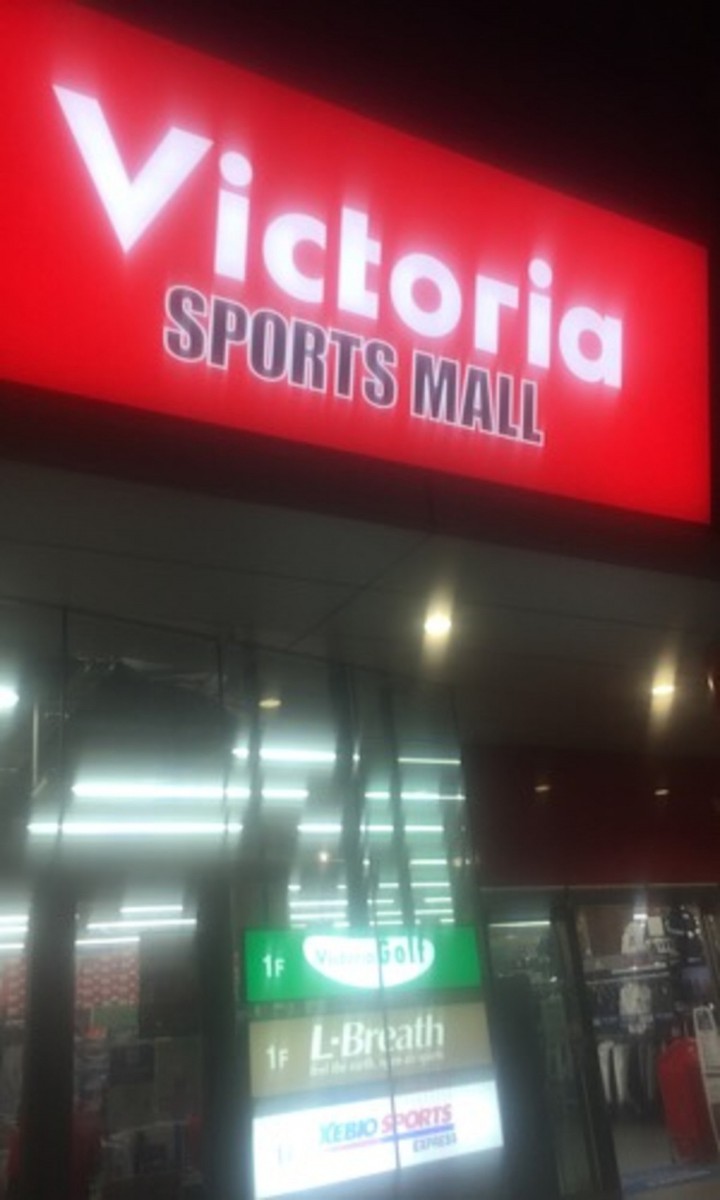 Victoria
SPORTS MALL
1F Victoria Golf
1F L-Breath
XEBIO SPORTS
EXPRESS